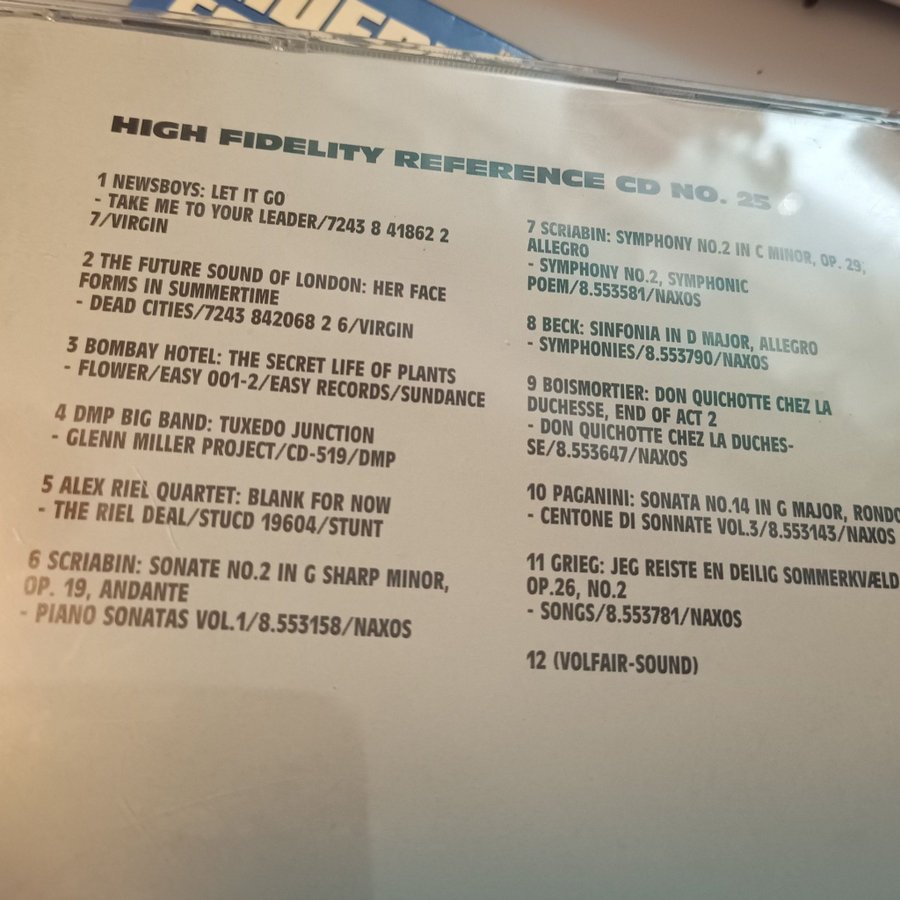 HIGH FIDELITY REFERENCE CD NO. 25
1 NEWSBOYS: LET IT GO
- TAKE ME TO YOUR LEADER/7243 8 41862 2
7/VIRGIN
2 THE FUTURE SOUND OF LONDON: HER FACE
FORMS IN SUMMERTIME
- DEAD CITIES/7243 842068 2 6/VIRGIN
3 BOMBAY HOTEL: THE SECRET LIFE OF PLANTS
- FLOWER/EASY 001-2/EASY RECORDS/SUNDANCE
4 DMP BIG BAND: TUXEDO JUNCTION
- GLENN MILLER PROJECT/CD-519/DMP
5 ALEX RIEL QUARTET: BLANK FOR NOW
- THE RIEL DEAL/STUCD 19604/STUNT
6 SCRIABIN: SONATE NO.2 IN G SHARP MINOR,
OP. 19, ANDANTE
- PIANO SONATAS VOL.1/8.553158/NAXOS
7 SCRIABIN: SYMPHONY NO.2 IN C MINOR, OP. 29,
ALLEGRO
- SYMPHONY NO.2, SYMPHONIC
POEM/8.553581/NAXOS
8 BECK: SINFONIA IN D MAJOR, ALLEGRO
- SYMPHONIES/8.553790/NAXOS
9 BOISMORTIER: DON QUICHOTTE CHEZ LA
DUCHESSE, END OF ACT 2
- DON QUICHOTTE CHEZ LA DUCHES-
SE/8.553647/NAXOS
10 PAGANINI: SONATA NO.14 IN G MAJOR, RONDO
- CENTONE DI SONNATE VOL.3/8.553143/NAXOS
11 GRIEG: JEG REISTE EN DEILIG SOMMERKVÆLD
OP.26, NO.2
- SONGS/8.553781/NAXOS
12 (VOLFAIR-SOUND)